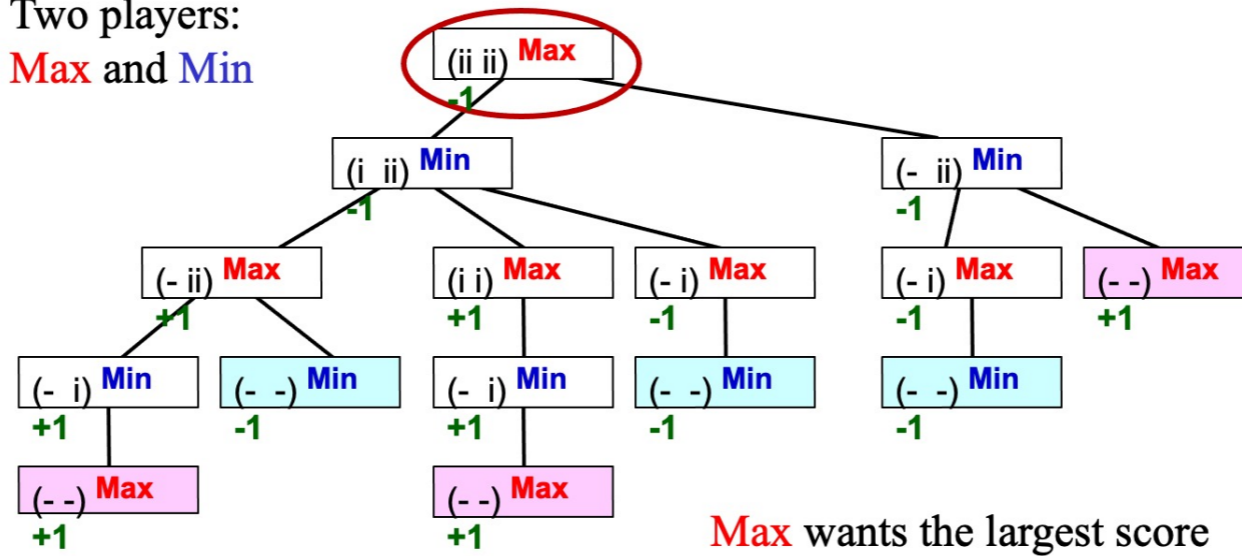 Two players:
Max and Min
(ii ii) Max
-1
(i ii) Min
-1
(- ii) Min
-1
(- ii) Max
+1
(i i) Max
+1
(- i) Max
-1
(- i) Max
-1
(- -) Max
+1
(- i) Min
+1
(- -) Min
-1
(- i) Min
+1
(- -) Min
-1
(- -) Min
-1
(- -) Max
+1
(- -) Max
+1
Max wants the largest score